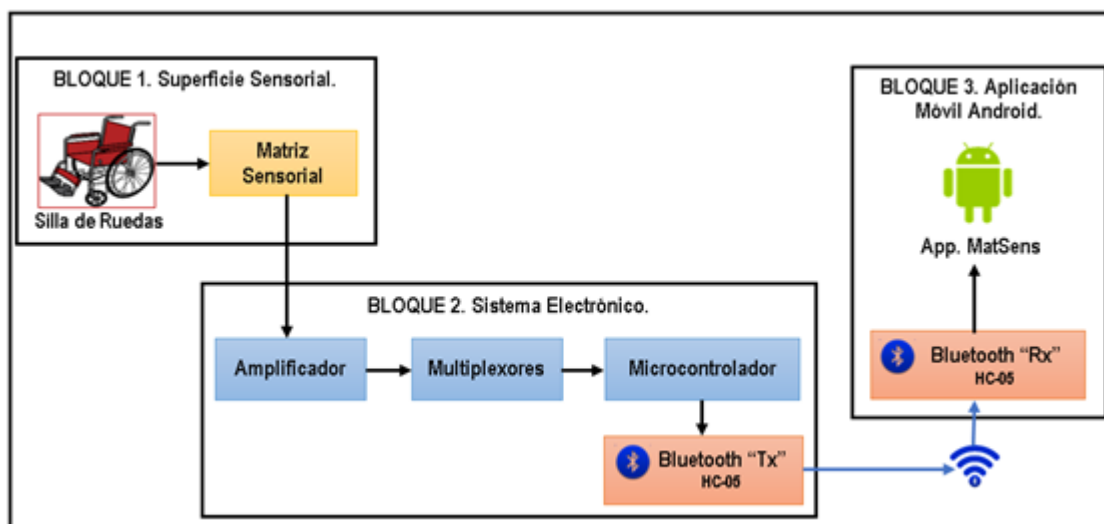 BLOQUE 1. Superficie Sensorial.
Matriz
Sensorial
Silla de Ruedas
BLOQUE 2. Sistema Electrónico.
Amplificador
Multiplexores
Microcontrolador
Bluetooth “Tx”
HC-05
BLOQUE 3. Aplicación
Móvil Android.
App. MatSens
Bluetooth “Rx”
HC-05